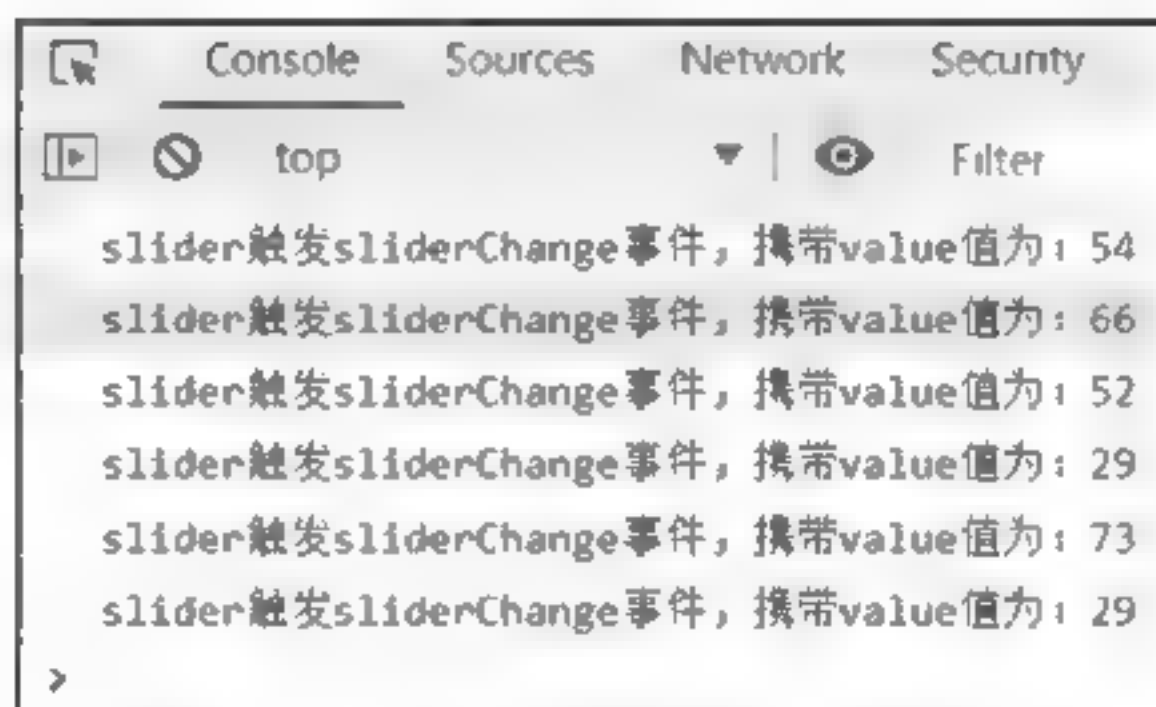 Console Sources Network Security
top Filter
slider触发sliderChange事件，携带value值为：54
slider触发sliderChange事件，携带value值为：66
slider触发sliderChange事件，携带value值为：52
slider触发sliderChange事件，携带value值为：29
slider触发sliderChange事件，携带value值为：73
slider触发sliderChange事件，携带value值为：29
>